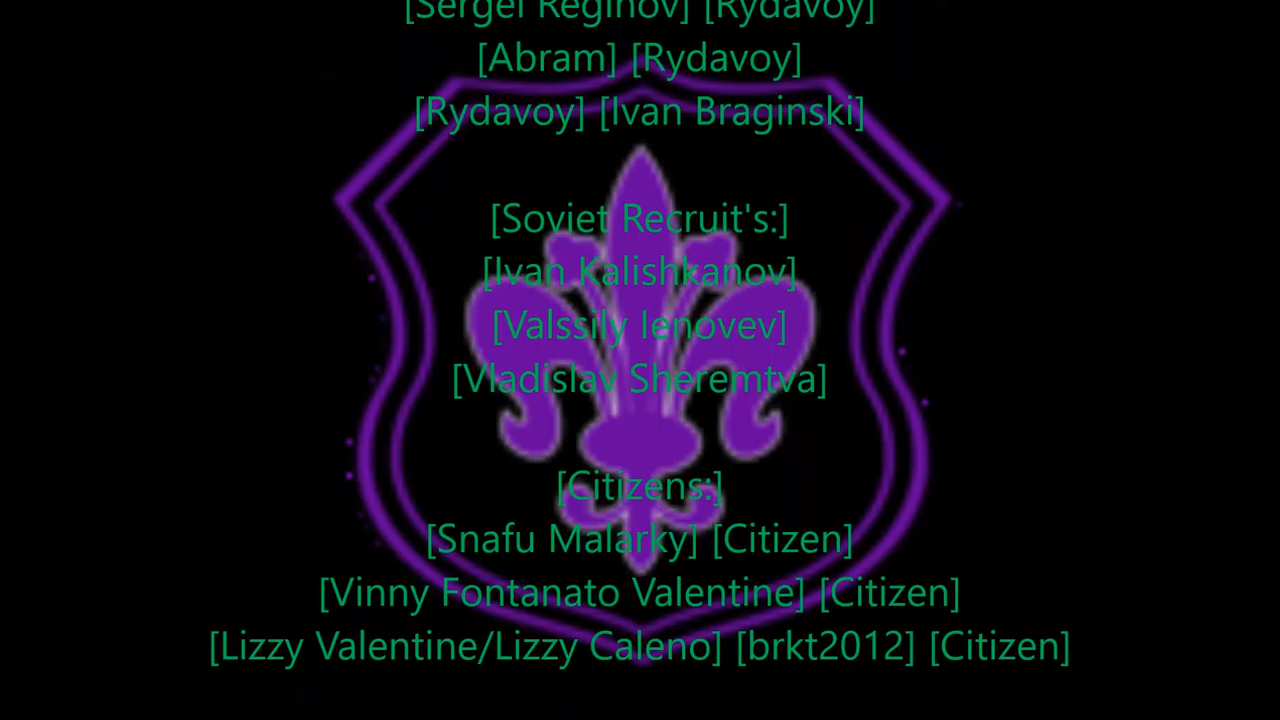 [Sergei Reginov] [Rydavoy]
[Abram] [Rydavoy]
[Rydavoy] [Ivan Braginski]
[Soviet Recruit's:]
[Ivan Kalishkanov]
[Valssily Ienovev]
[Vladislav Sheremtva]
[Citizens:]
[Snafu Malarky] [Citizen]
[Vinny Fontanato Valentine] [Citizen]
[Lizzy Valentine/Lizzy Caleno] [brkt2012] [Citizen]